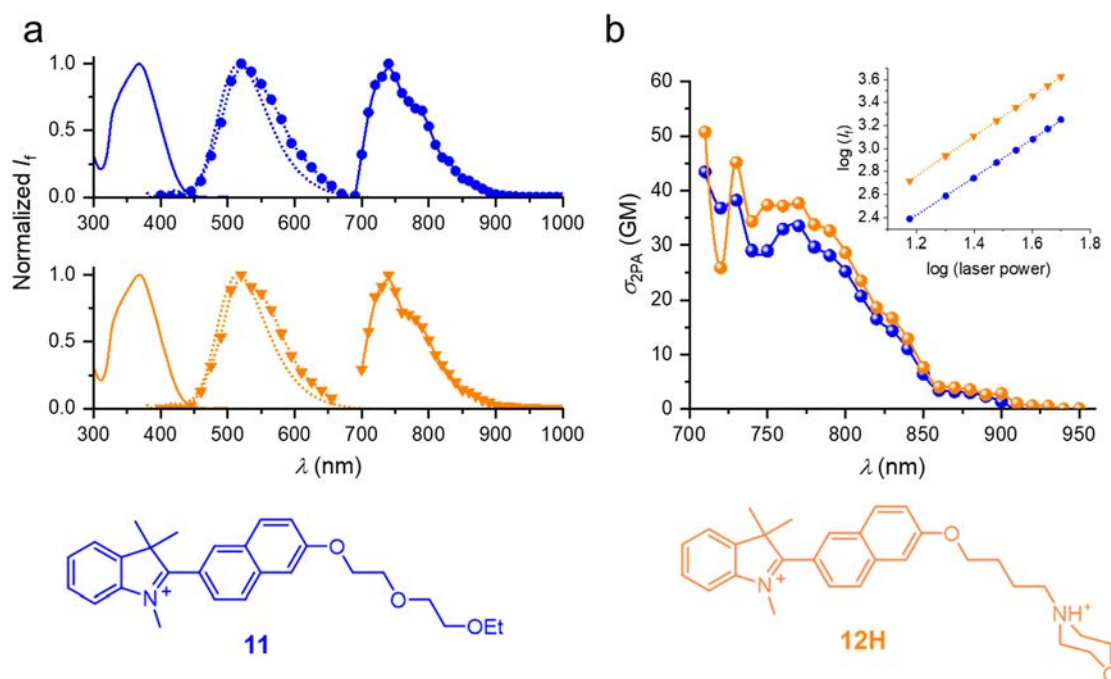 a
Normalized If
1.0
0.5
0.0
300 400 500 600 700 800 900 1000
1.0
0.5
0.0
300 400 500 600 700 800 900 1000
λ (nm)
b
σ2PA (GM)
60
50
40
30
20
10
0
700 750 800 850 900 950
λ (nm)
log (If)
3.6
3.4
3.2
3.0
2.8
2.6
2.4
1.2 1.4 1.6 1.8
log (laser power)
N+
O
O
OEt
11
N+
O
NH+
O
12H